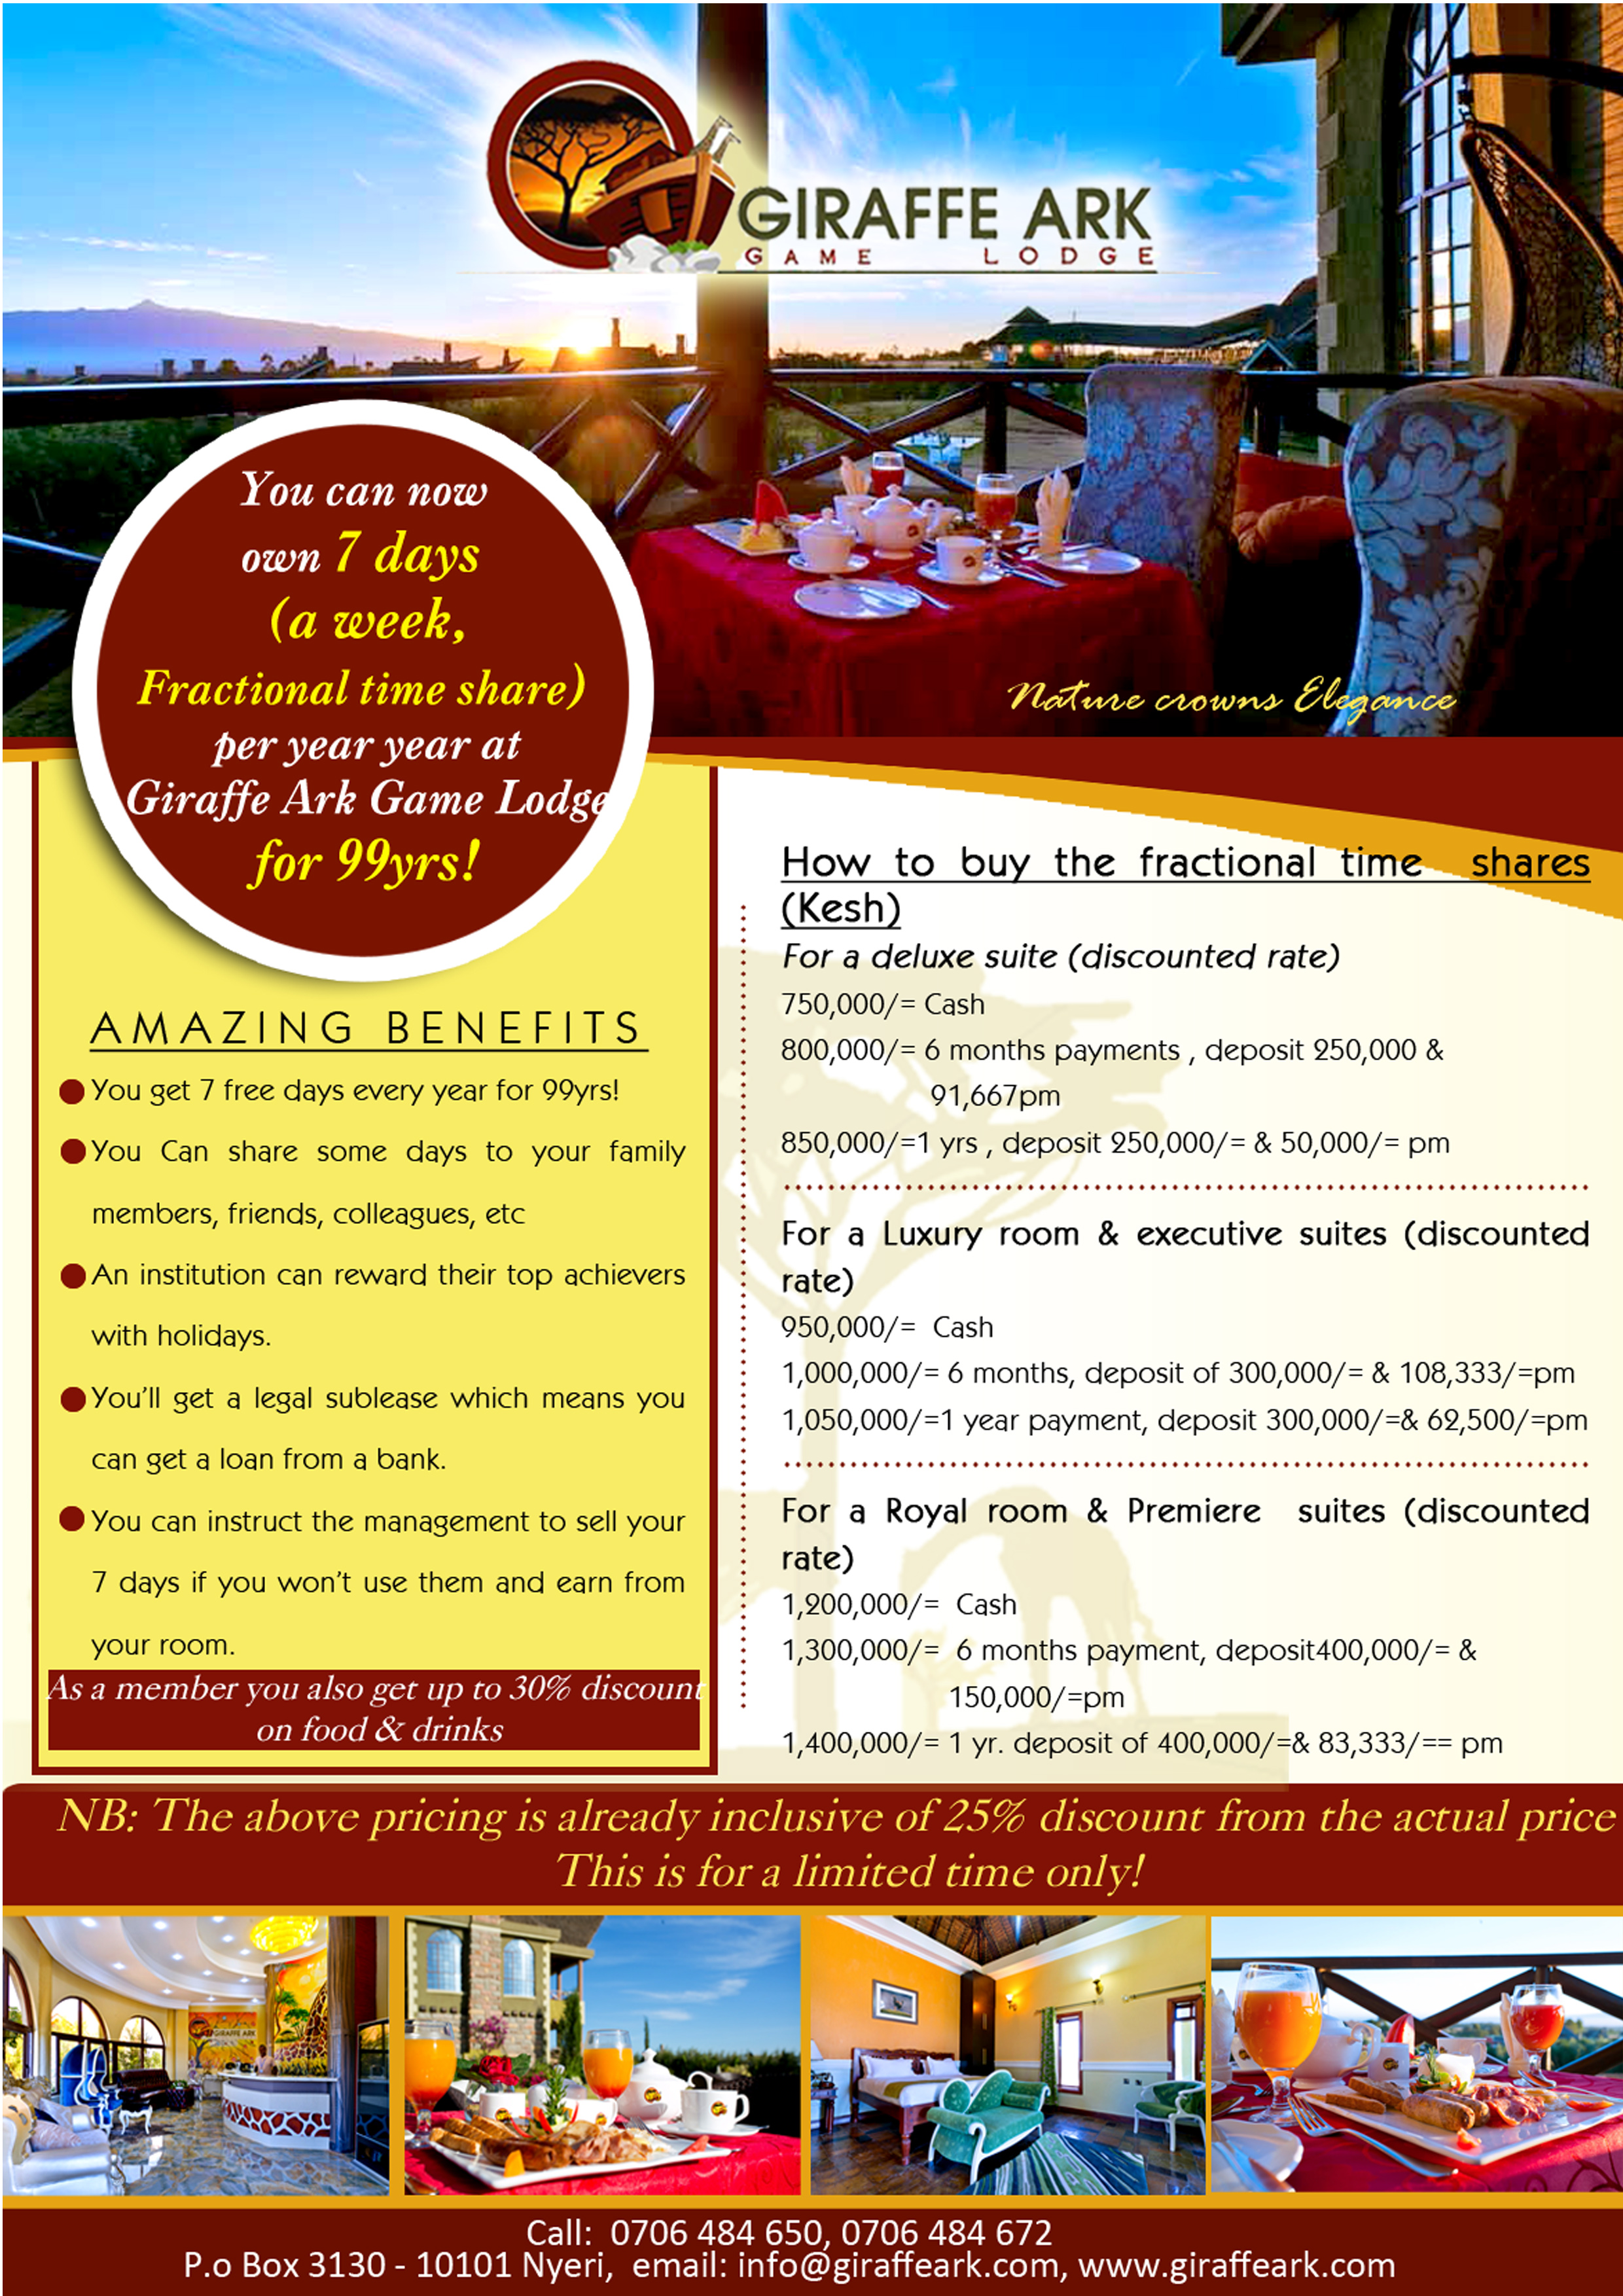 GIRAFFE ARK
GAME LODGE
You can now
own 7 days
(a week,
Fractional time share)
per year year at
Giraffe Ark Game Lodge
for 99yrs!
Nature crowns Elegance
AMAZING BENEFITS
You get 7 free days every year for 99yrs!
You Can share some days to your family
members, friends, colleagues, etc
An institution can reward their top achievers
with holidays.
You'll get a legal sublease which means you
can get a loan from a bank.
You can instruct the management to sell your
7 days if you won't use them and earn from
your room.
As a member you also get up to 30% discount
on food & drinks
How to buy the fractional time shares
(Kesh)
For a deluxe suite (discounted rate)
750,000/= Cash
800,000/= 6 months payments , deposit 250,000 &
91,667pm
850,000/=1 yrs , deposit 250,000/= & 50,000/= pm
For a Luxury room & executive suites (discounted
rate)
950,000/= Cash
1,000,000/= 6 months, deposit of 300,000/= & 108,333/=pm
1,050,000/=1 year payment, deposit 300,000/=& 62,500/=pm
For a Royal room & Premiere suites (discounted
rate)
1,200,000/= Cash
1,300,000/= 6 months payment, deposit400,000/= &
150,000/=pm
1,400,000/= 1 yr. deposit of 400,000/=& 83,333/== pm
NB: The above pricing is already inclusive of 25% discount from the actual price
This is for a limited time only!
GIRAFFE ARK
Call: 0706 484 650, 0706 484 672
P.o Box 3130 - 10101 Nyeri, email: info@giraffeark.com, www.giraffeark.com